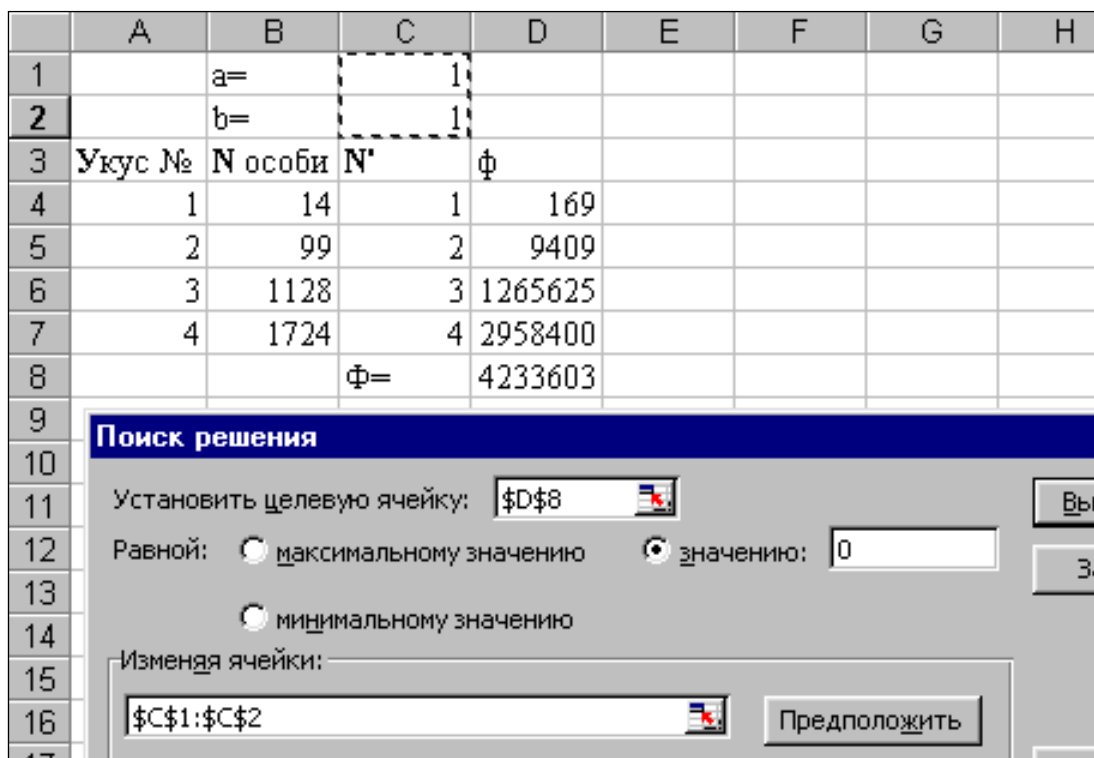 A B C D E F G H
1 a= 1
2 b= 1
3 Укус № N особи N' ф
4 1 14 1 169
5 2 99 2 9409
6 3 1128 3 1265625
7 4 1724 4 2958400
8 Ф= 4233603
9
Поиск решения
10
11 Установить целевую ячейку: $D$8
12 Равной: максимальному значению значению: 0
13
14 минимальному значению
15 Изменяя ячейки:
16 $C$1:$C$2 Предположить